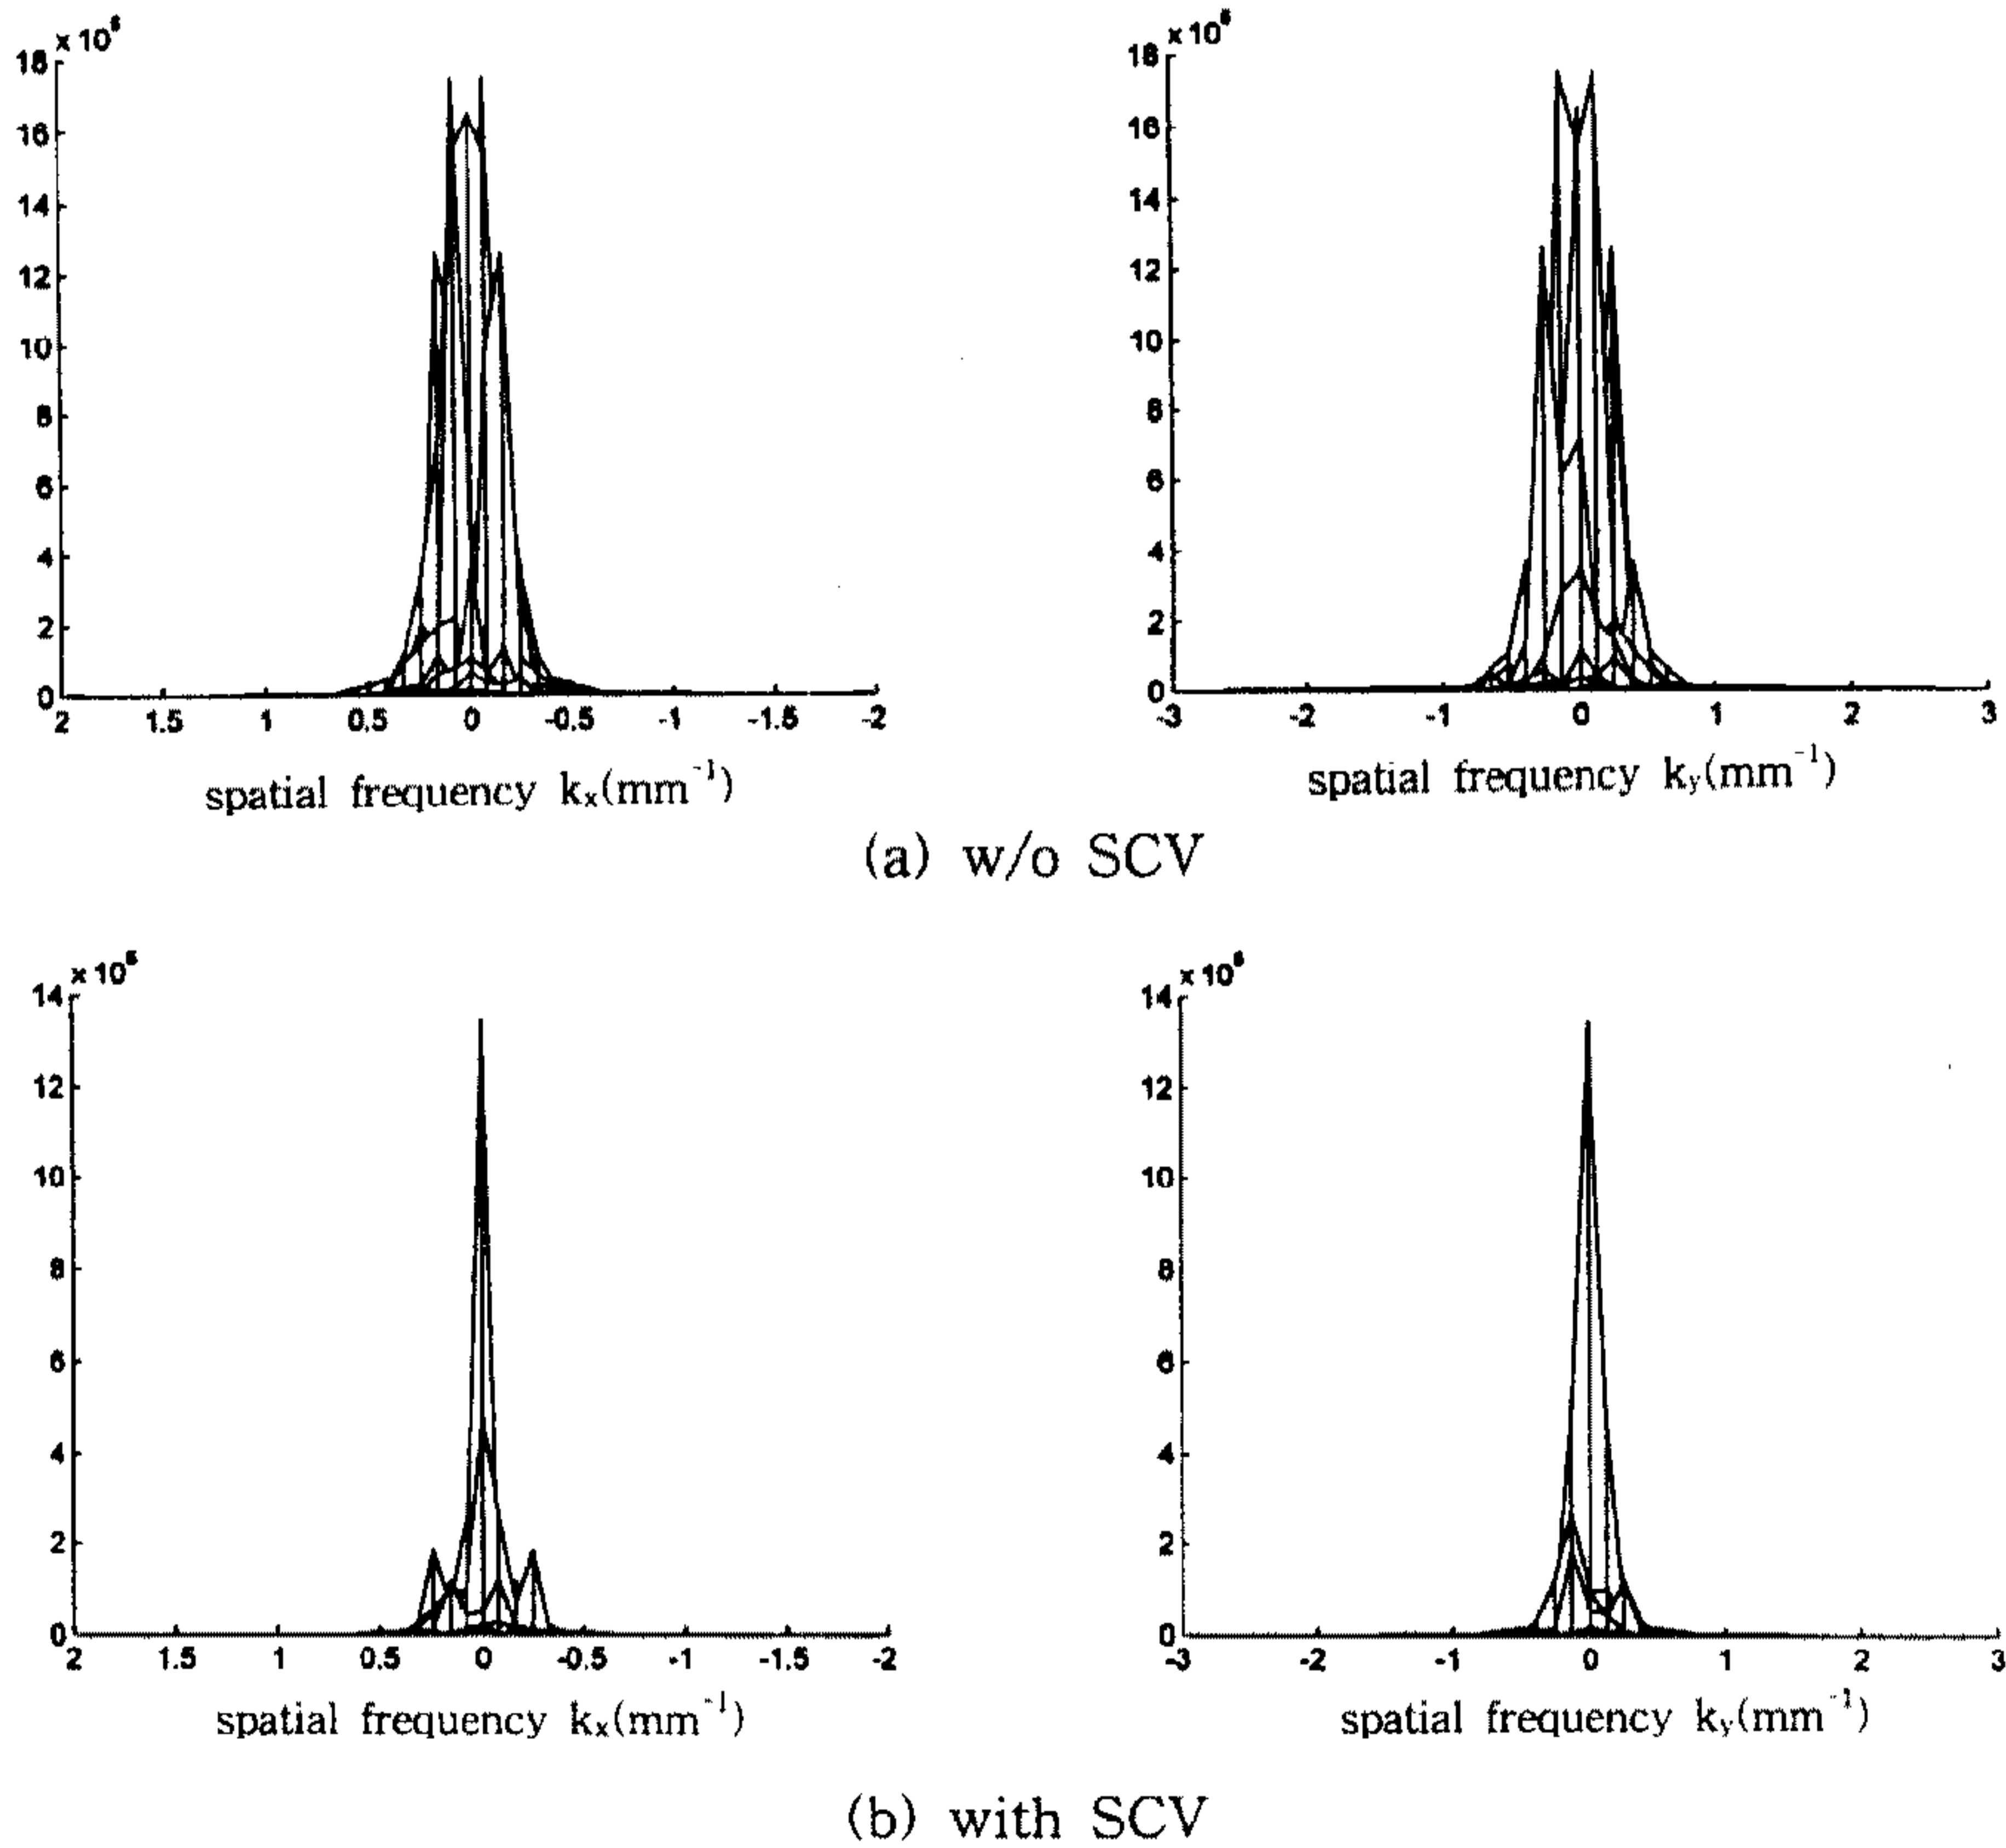 x 10
18
16
14
12
10
8
6
4
2
0
2 1.5 1 0.5 0 -0.5 -1 -1.5 -2
spatial frequency kₓ(mm⁻¹)
x 10
18
16
14
12
10
8
6
4
2
0
-3 -2 -1 0 1 2 3
spatial frequency kᵧ(mm⁻¹)
(a) w/o SCV
x 10
14
12
10
8
6
4
2
0
2 1.5 1 0.5 0 -0.5 -1 -1.5 -2
spatial frequency kₓ(mm⁻¹)
x 10
14
12
10
8
6
4
2
0
-3 -2 -1 0 1 2 3
spatial frequency kᵧ(mm⁻¹)
(b) with SCV